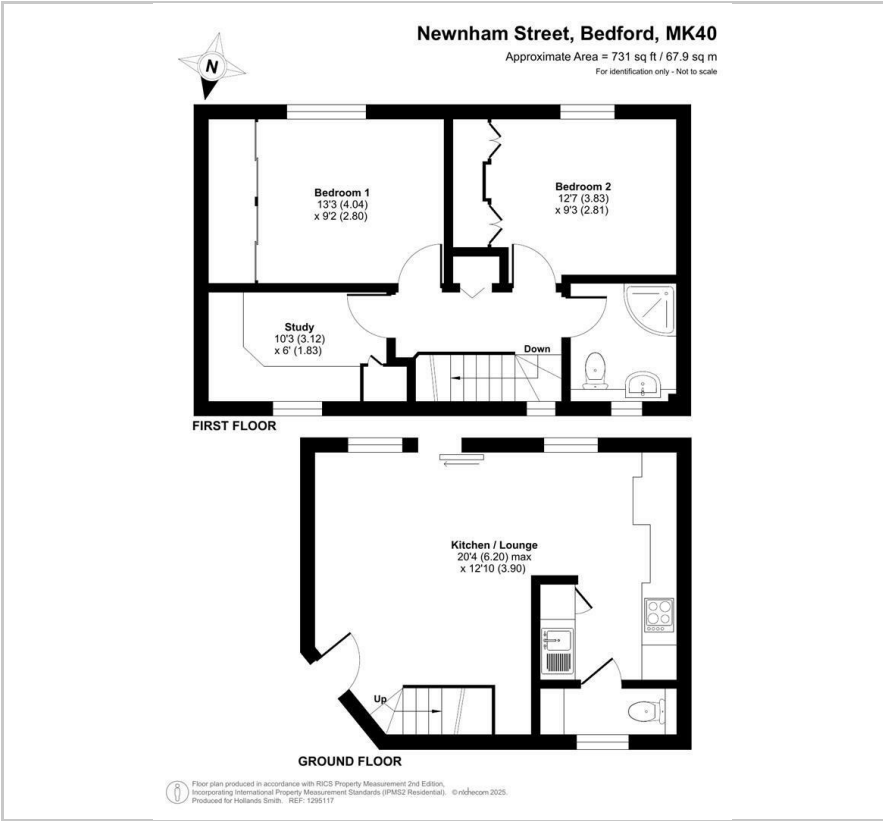 Newnham Street, Bedford, MK40
Approximate Area = 731 sq ft / 67.9 sq m
For identification only - Not to scale
N
Bedroom 1
13'3 (4.04)
x 9'2 (2.80)
Bedroom 2
12'7 (3.83)
x 9'3 (2.81)
Study
10'3 (3.12)
x 6' (1.83)
Down
FIRST FLOOR
Kitchen / Lounge
20'4 (6.20) max
x 12'10 (3.90)
Up
GROUND FLOOR
Floor plan produced in accordance with RICS Property Measurement 2nd Edition,
Incorporating International Property Measurement Standards (IPMS2 Residential). ©nichecom 2025.
Produced for Hollands Smith. REF: 1295117